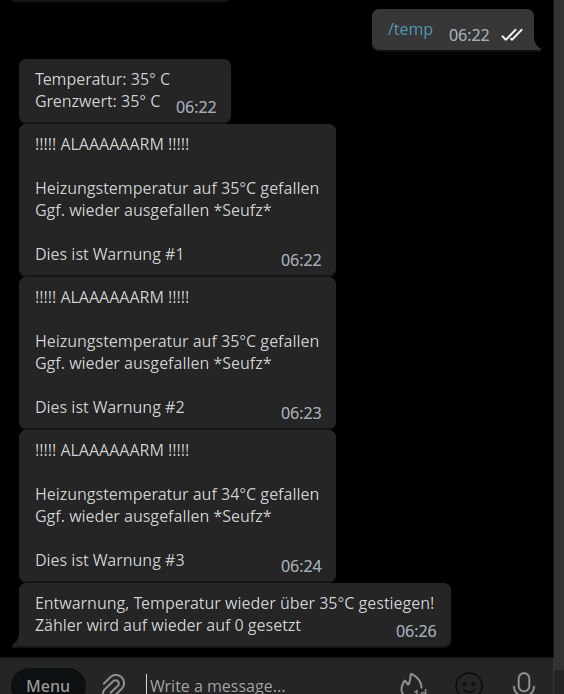 /temp 06:22
Temperatur: 35° C
Grenzwert: 35° C 06:22
!!!!! ALAAAAAARM !!!!!
Heizungstemperatur auf 35°C gefallen
Ggf. wieder ausgefallen *Seufz*
Dies ist Warnung #1 06:22
!!!!! ALAAAAAARM !!!!!
Heizungstemperatur auf 35°C gefallen
Ggf. wieder ausgefallen *Seufz*
Dies ist Warnung #2 06:23
!!!!! ALAAAAAARM !!!!!
Heizungstemperatur auf 34°C gefallen
Ggf. wieder ausgefallen *Seufz*
Dies ist Warnung #3 06:24
Entwarnung, Temperatur wieder über 35°C gestiegen!
Zähler wird auf wieder auf 0 gesetzt 06:26
Menu Write a message... 1d